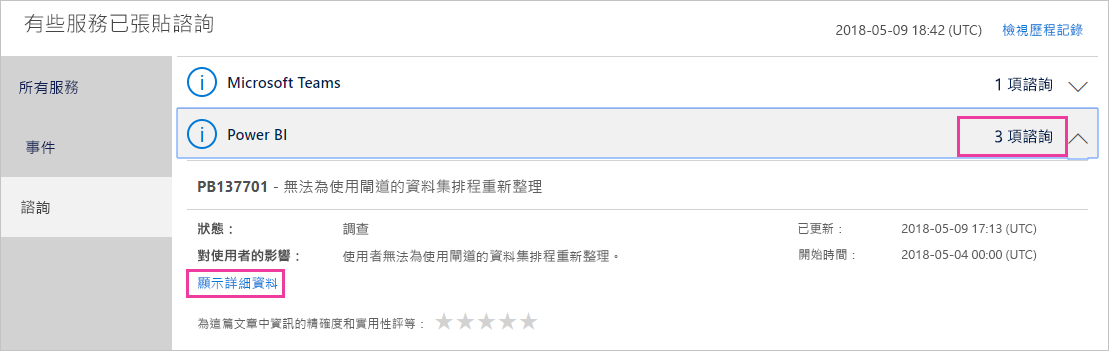 有些服務已張貼諮詢
2018-05-09 18:42 (UTC) 檢視歷程記錄
所有服務
事件
諮詢
Microsoft Teams 1 項諮詢
Power BI 3 項諮詢
PB137701 - 無法為使用閘道的資料集排程重新整理
狀態： 調查 已更新： 2018-05-09 17:13 (UTC)
對使用者的影響： 使用者無法為使用閘道的資料集排程重新整理。 開始時間： 2018-05-04 00:00 (UTC)
顯示詳細資料
為這篇文章中資訊的精確度和實用性評等：